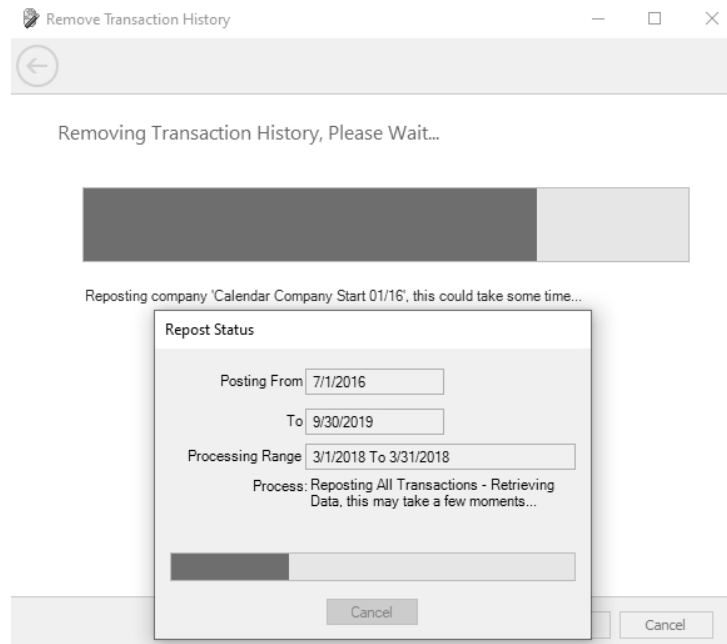 Remove Transaction History
Removing Transaction History, Please Wait...
Reposting company 'Calendar Company Start 01/16', this could take some time...
Repost Status
Posting From 7/1/2016
To 9/30/2019
Processing Range 3/1/2018 To 3/31/2018
Process: Reposting All Transactions - Retrieving
Data, this may take a few moments...
Cancel
Cancel